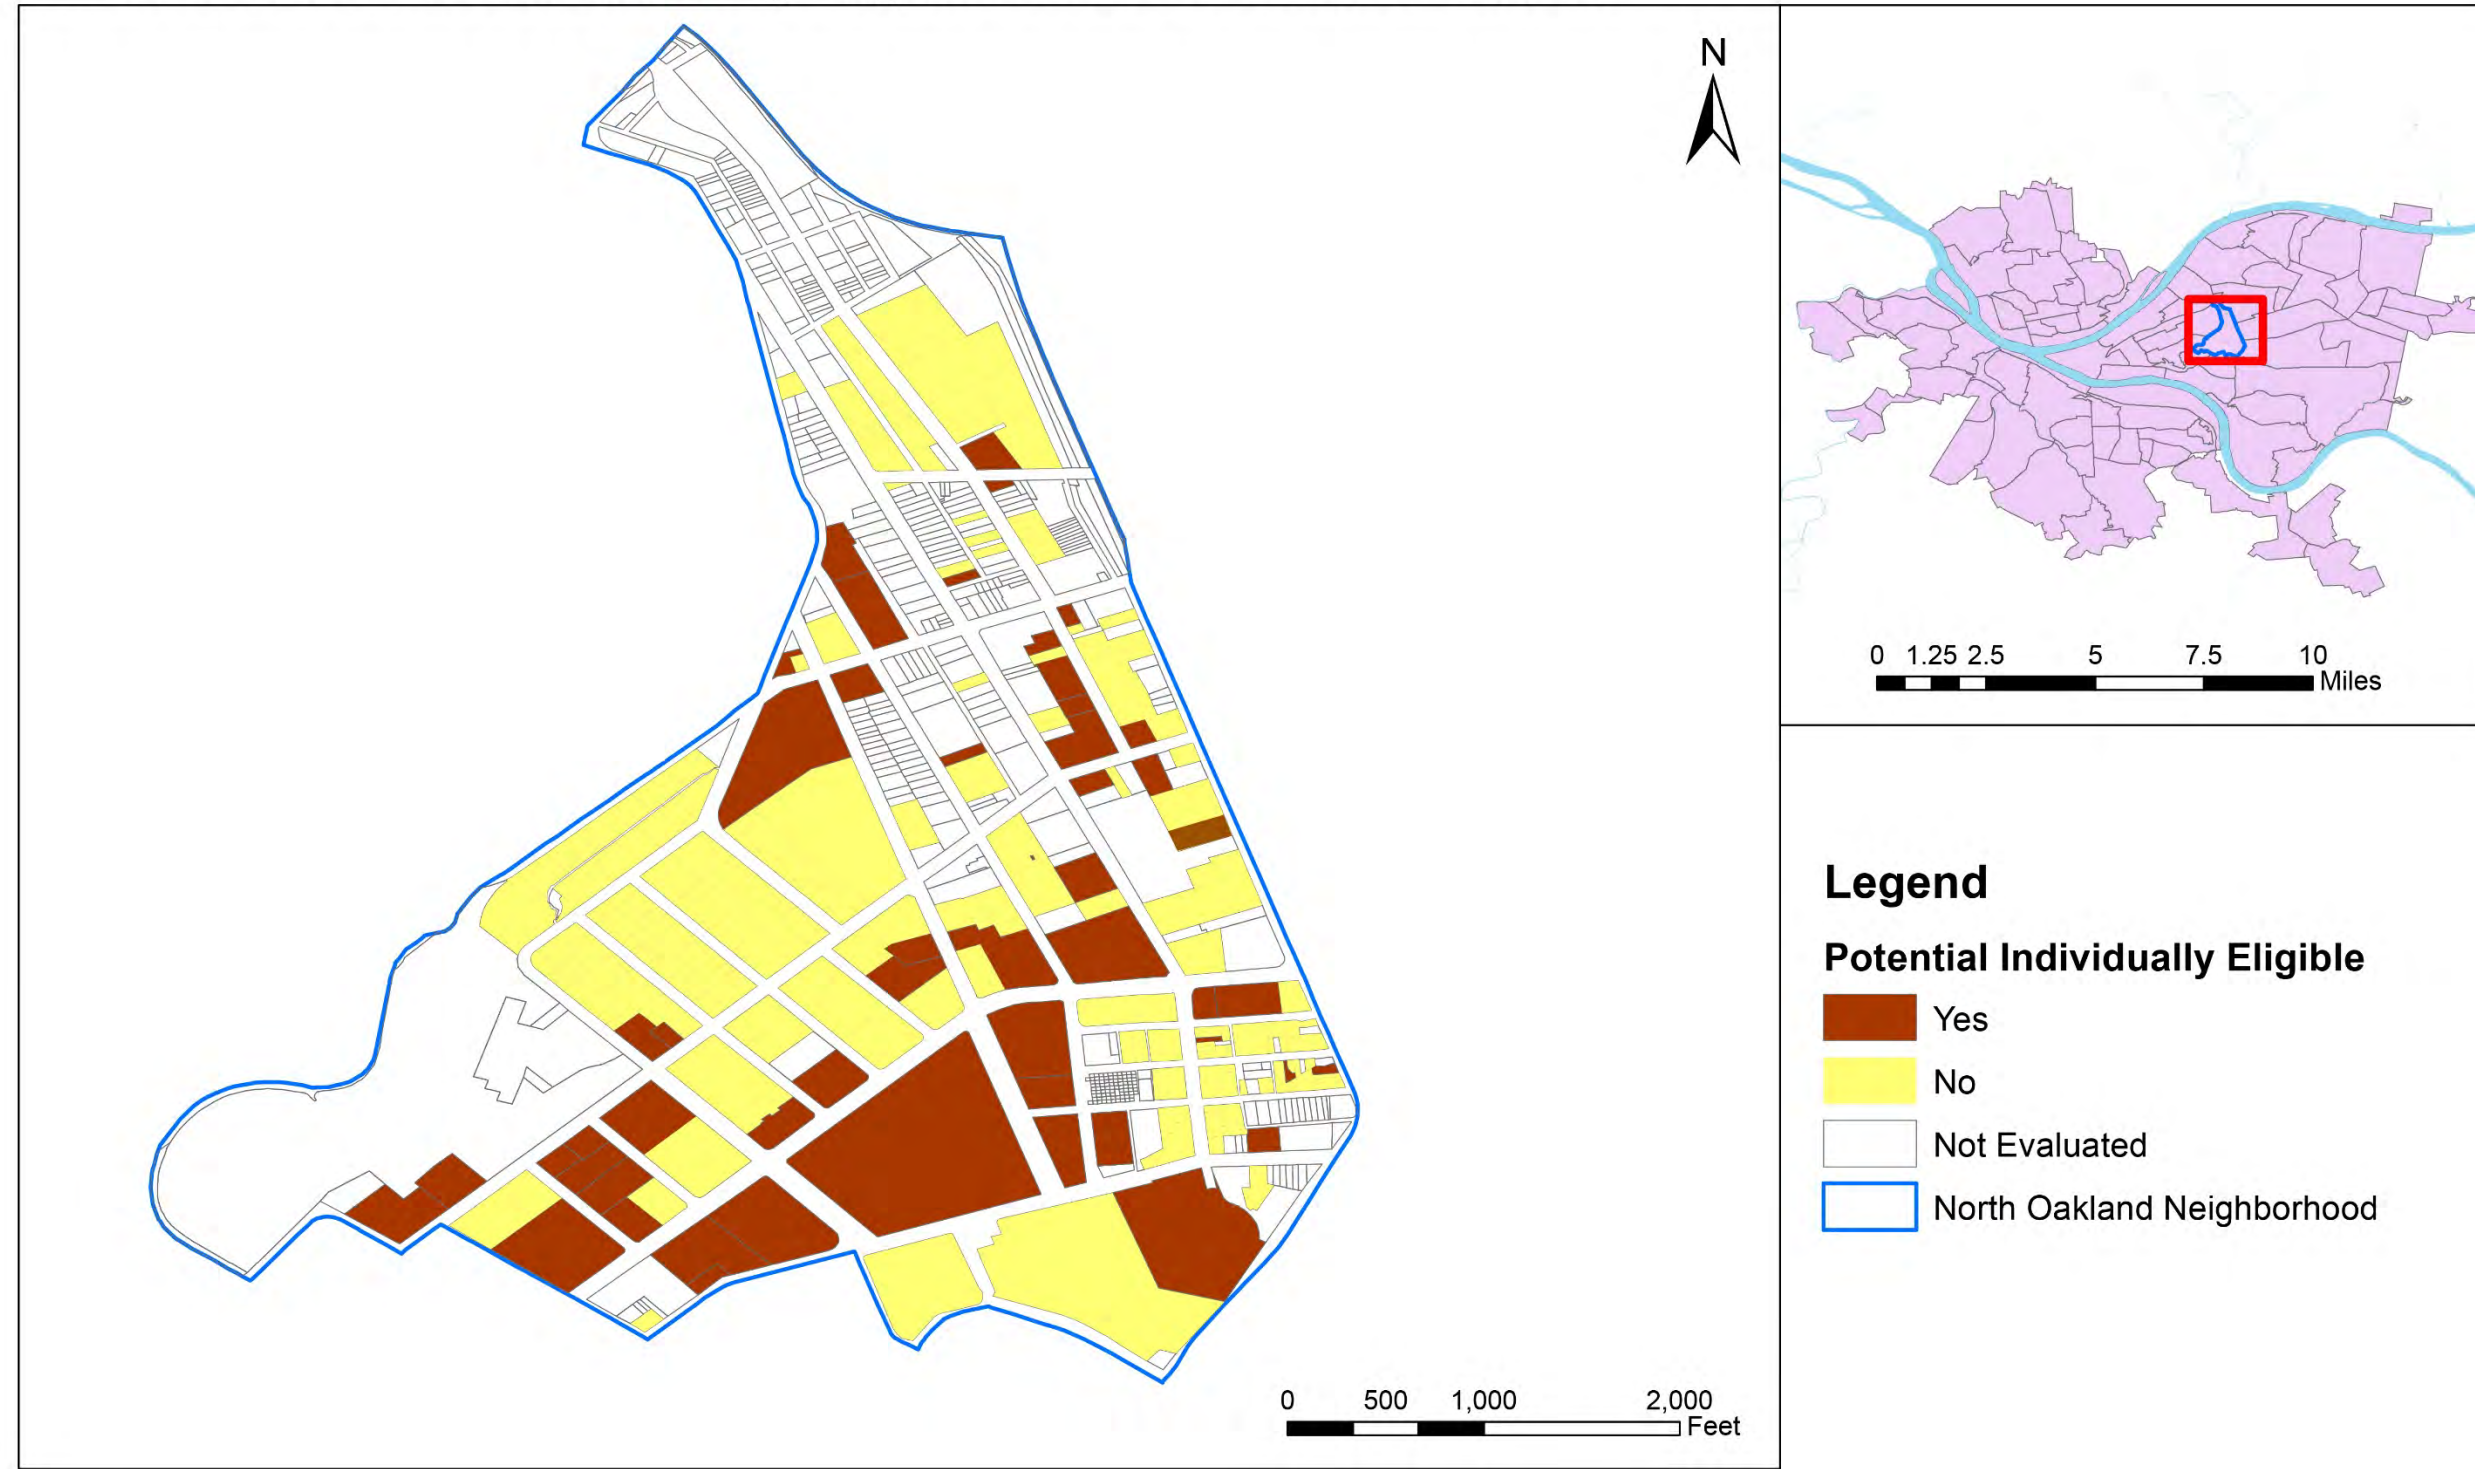 N
0 1.25 2.5 5 7.5 10
Miles
Legend
Potential Individually Eligible
Yes
No
Not Evaluated
North Oakland Neighborhood
0 500 1,000 2,000
Feet